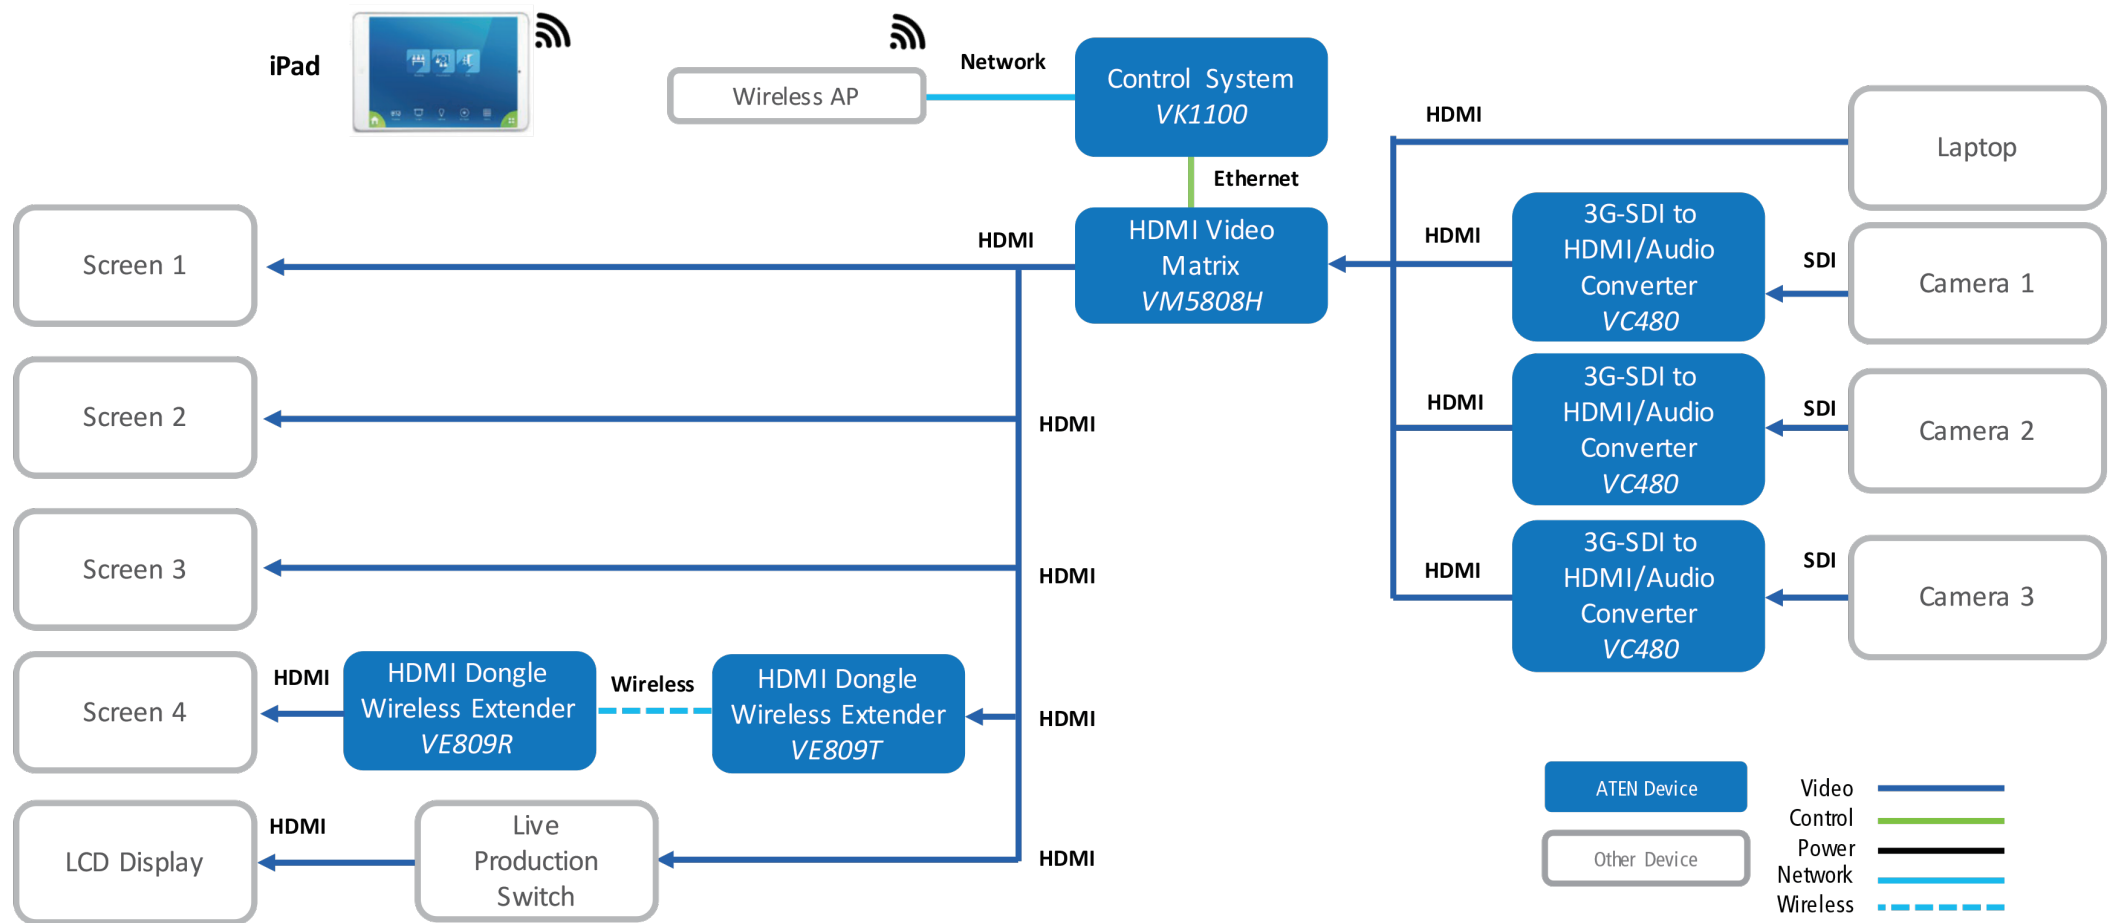 iPad
Wireless AP
Network
Control System
VK1100
Ethernet
HDMI
Laptop
Screen 1
HDMI
HDMI Video
Matrix
VM5808H
HDMI
3G-SDI to
HDMI/Audio
Converter
VC480
SDI
Camera 1
Screen 2
HDMI
HDMI
3G-SDI to
HDMI/Audio
Converter
VC480
SDI
Camera 2
Screen 3
HDMI
HDMI
3G-SDI to
HDMI/Audio
Converter
VC480
SDI
Camera 3
Screen 4
HDMI
HDMI Dongle
Wireless Extender
VE809R
Wireless
HDMI Dongle
Wireless Extender
VE809T
HDMI
LCD Display
HDMI
Live
Production
Switch
HDMI
ATEN Device
Other Device
Video
Control
Power
Network
Wireless